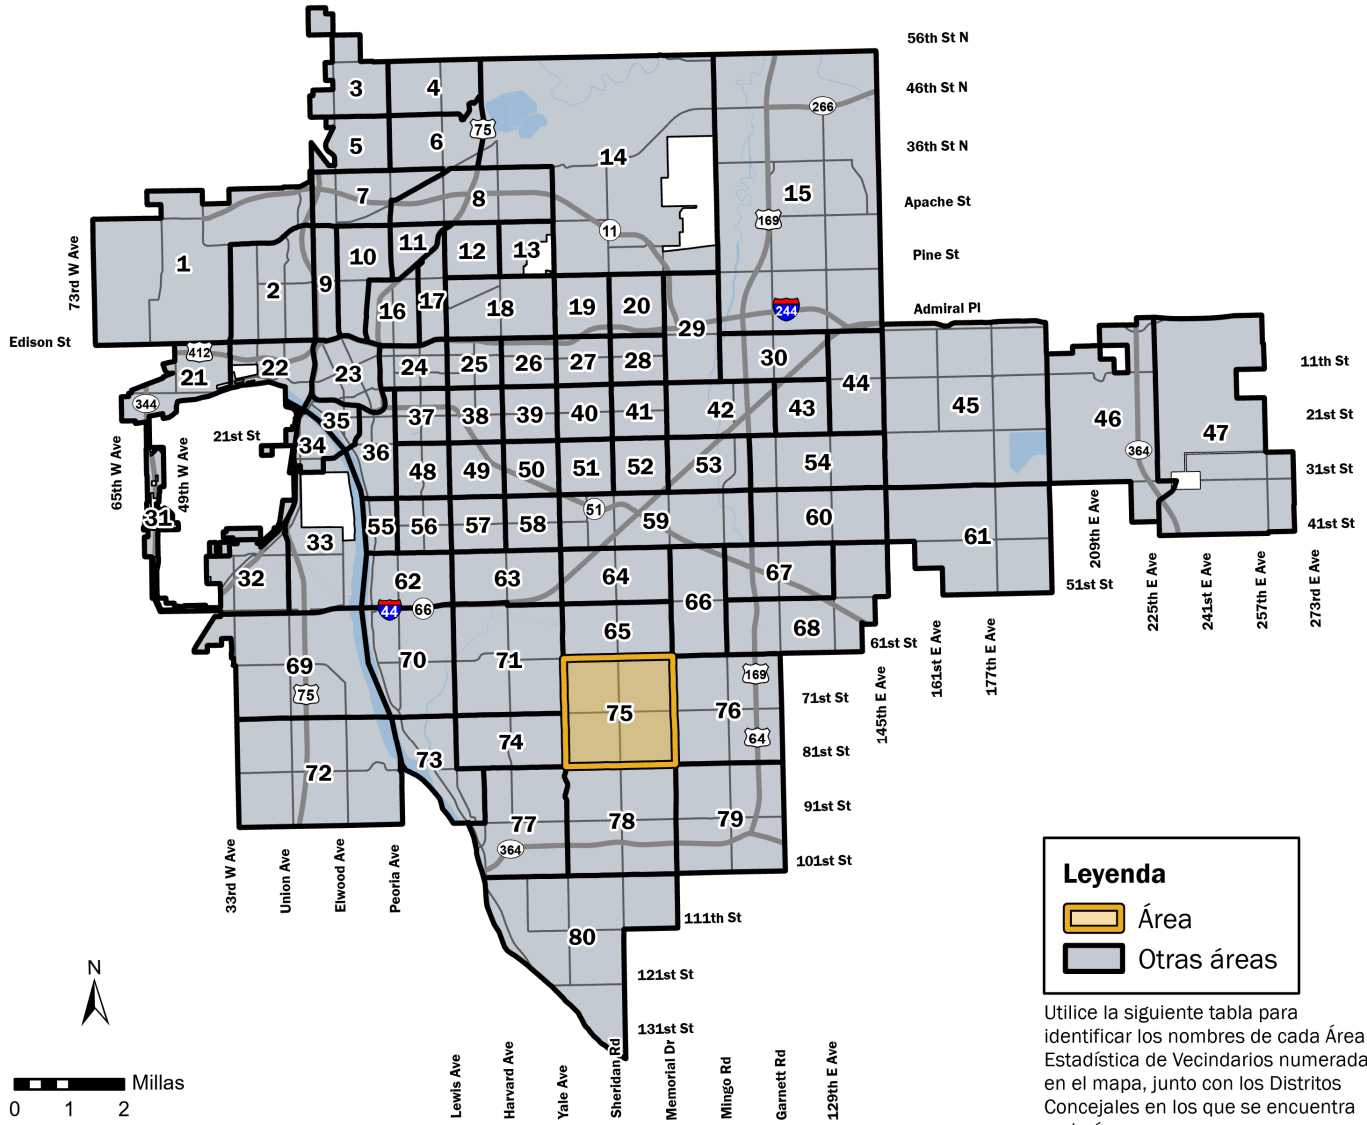 56th St N
46th St N
36th St N
Apache St
Pine St
Admiral Pl
73rd W Ave
Edison St
65th W Ave
49th W Ave
21st St
11th St
21st St
31st St
41st St
209th E Ave
225th E Ave
241st E Ave
257th E Ave
273rd E Ave
51st St
61st St
145th E Ave
161st E Ave
177th E Ave
71st St
81st St
91st St
101st St
111th St
121st St
131st St
33rd W Ave
Union Ave
Elwood Ave
Peoria Ave
Lewis Ave
Harvard Ave
Yale Ave
Sheridan Rd
Memorial Dr
Mingo Rd
Garnett Rd
129th E Ave
1
2
3
4
5
6
7
8
9
10
11
12
13
14
15
16
17
18
19
20
21
22
23
24
25
26
27
28
29
30
31
32
33
34
35
36
37
38
39
40
41
42
43
44
45
46
47
48
49
50
51
52
53
54
55
56
57
58
59
60
61
62
63
64
65
66
67
68
69
70
71
72
73
74
75
76
77
78
79
80
75
266
11
169
244
412
344
364
51
44
66
75
169
64
364
N
Millas
0 1 2
Leyenda
Área
Otras áreas
Utilice la siguiente tabla para
identificar los nombres de cada Área
Estadística de Vecindarios numerada
en el mapa, junto con los Distritos
Concejales en los que se encuentra